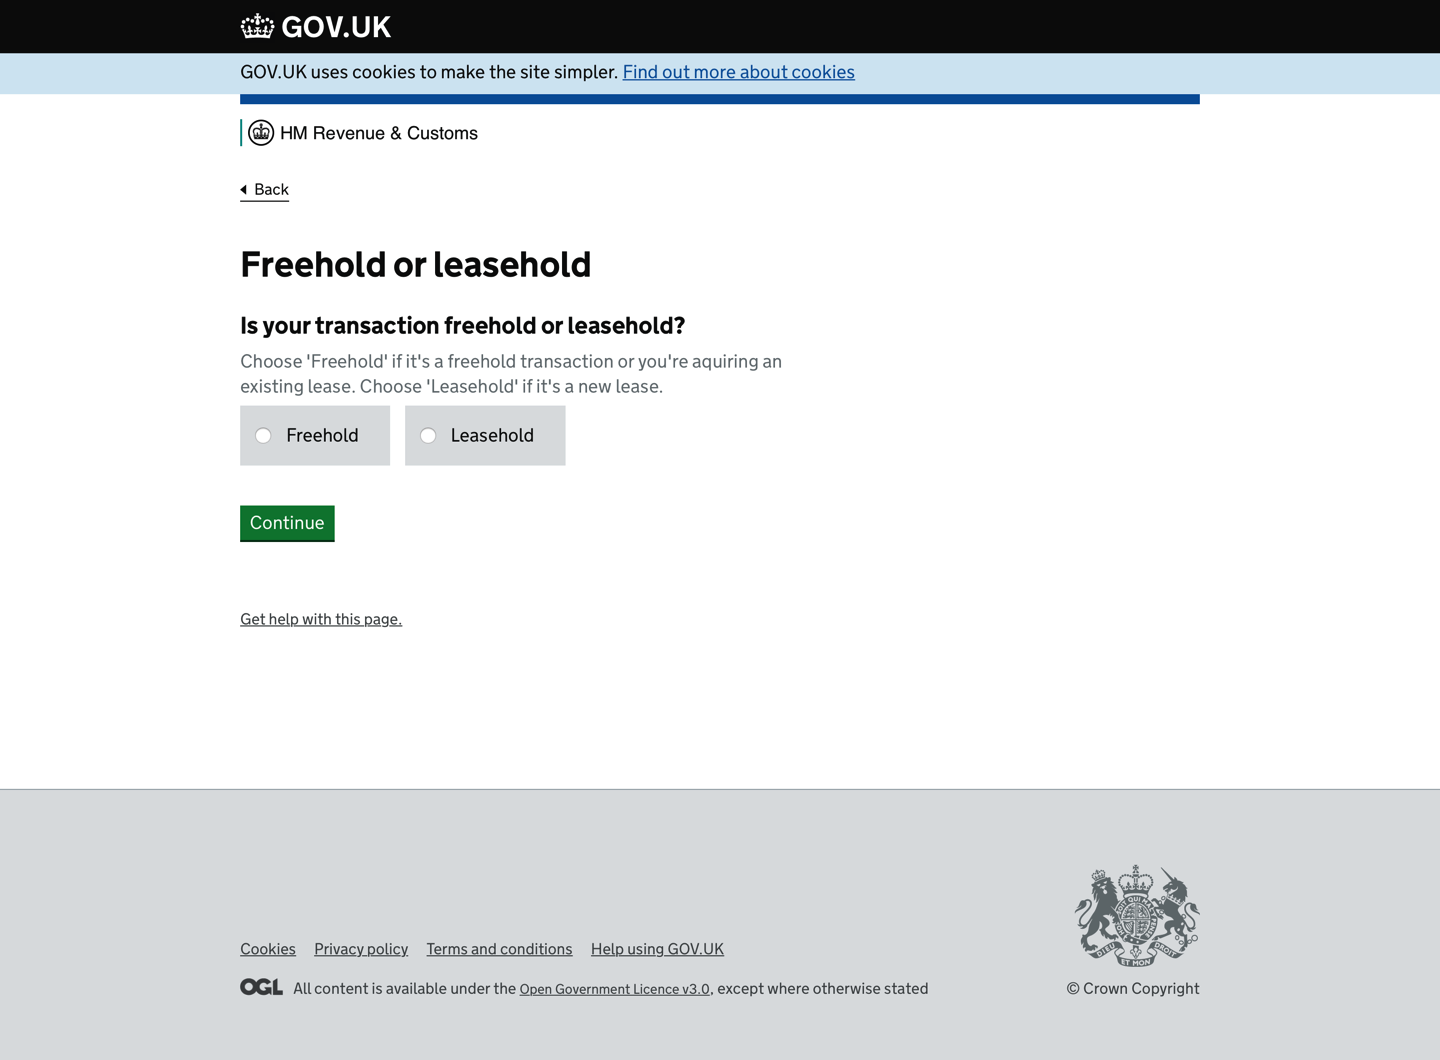 GOV.UK
GOV.UK uses cookies to make the site simpler. Find out more about cookies
HM Revenue & Customs
Back
Freehold or leasehold
Is your transaction freehold or leasehold?
Choose 'Freehold' if it's a freehold transaction or you're aquiring an
existing lease. Choose 'Leasehold' if it's a new lease.
Freehold Leasehold
Continue
Get help with this page.
Cookies Privacy policy Terms and conditions Help using GOV.UK
OGL All content is available under the Open Government Licence v3.0, except where otherwise stated
© Crown Copyright